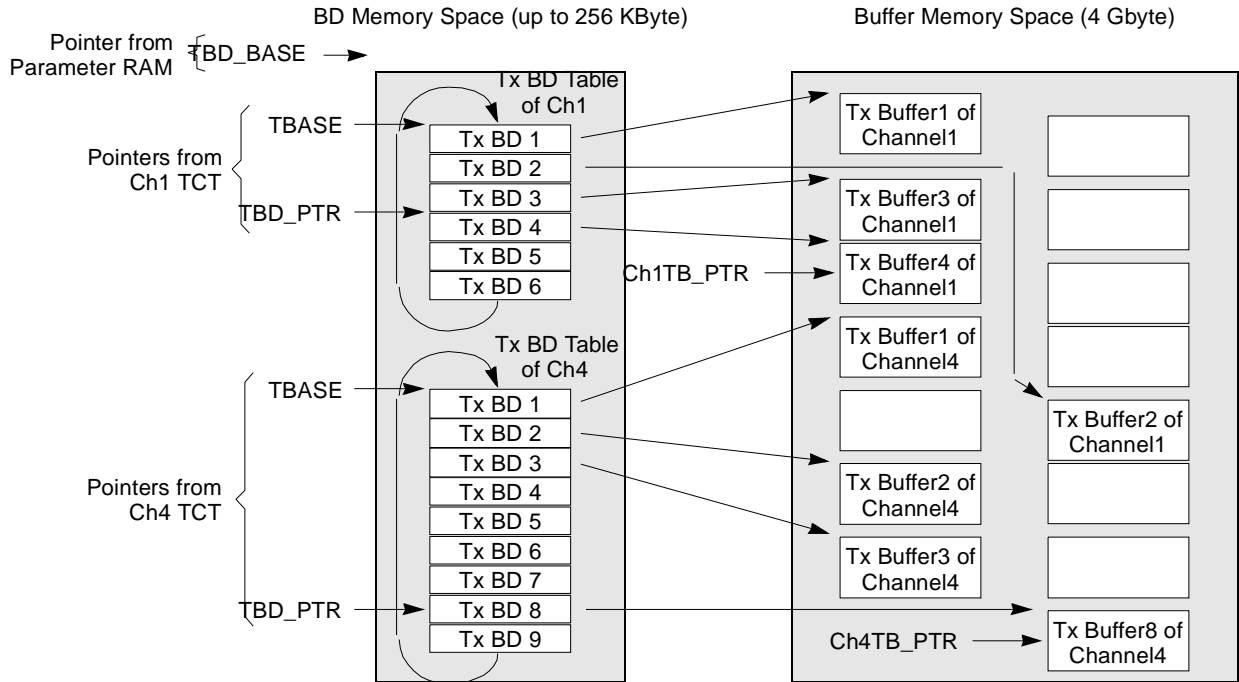 BD Memory Space (up to 256 KByte)
Buffer Memory Space (4 Gbyte)
Pointer from
Parameter RAM
TBD_BASE
Tx BD Table
of Ch1
TBASE
Pointers from
Ch1 TCT
TBD_PTR
Tx BD 1
Tx BD 2
Tx BD 3
Tx BD 4
Tx BD 5
Tx BD 6
Tx BD Table
of Ch4
TBASE
Pointers from
Ch4 TCT
TBD_PTR
Tx BD 1
Tx BD 2
Tx BD 3
Tx BD 4
Tx BD 5
Tx BD 6
Tx BD 7
Tx BD 8
Tx BD 9
Tx Buffer1 of
Channel1
Tx Buffer3 of
Channel1
Ch1TB_PTR
Tx Buffer4 of
Channel1
Tx Buffer1 of
Channel4
Tx Buffer2 of
Channel4
Tx Buffer3 of
Channel4
Tx Buffer2 of
Channel1
Ch4TB_PTR
Tx Buffer8 of
Channel4